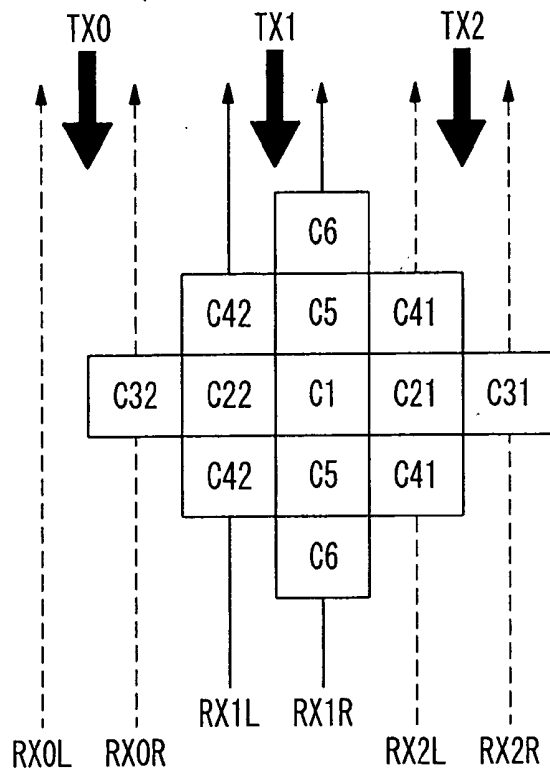 TX0 TX1 TX2
C6
C42 C5 C41
C32 C22 C1 C21 C31
C42 C5 C41
C6
RX1L RX1R
RX0L RX0R RX2L RX2R